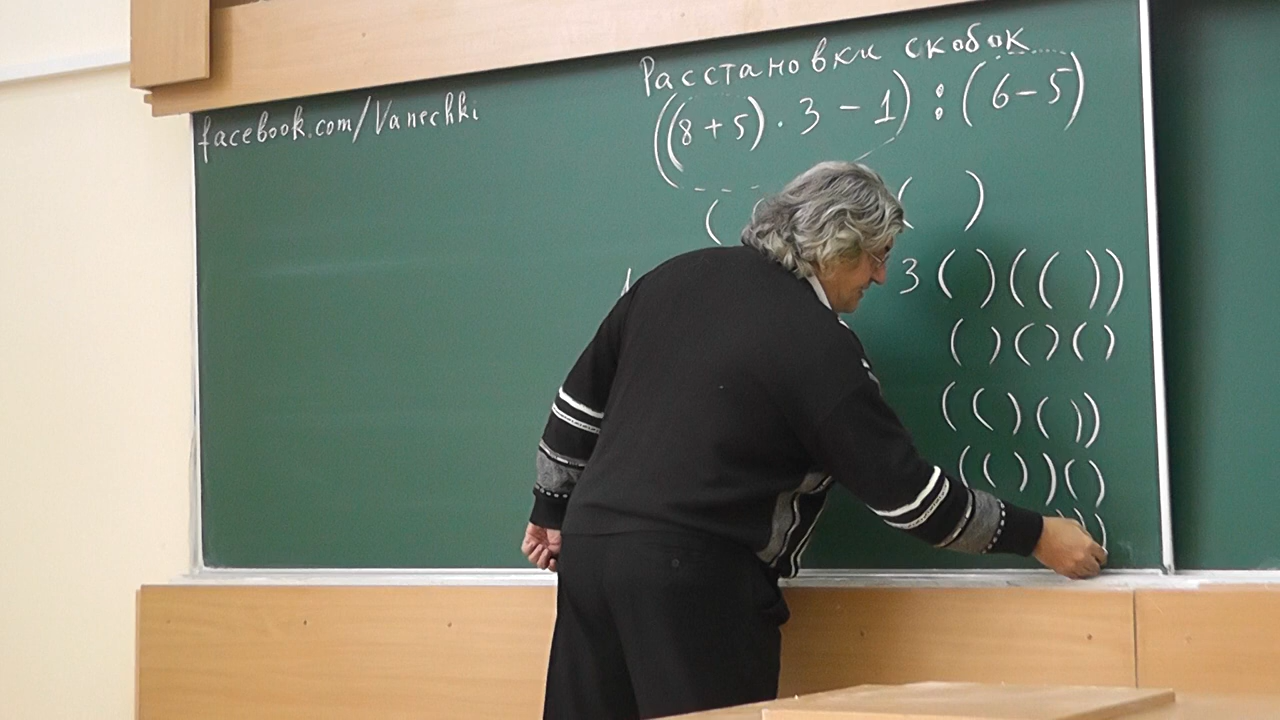 Расстановки скобок
facebook.com/Vanechki
((8+5)·3-1):(6-5)
( ( )
3 ( ) ( ( ) )
( ) ( ) ( )
( ( ) ( ) )
( ( ) ) ( )
) ) )